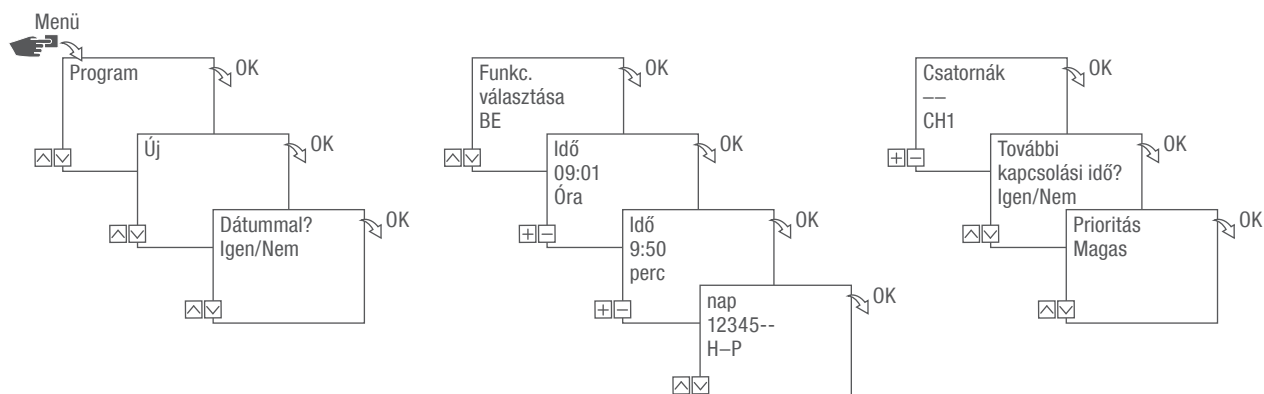 Menü
Program
OK
Új
OK
Dátummal?
Igen/Nem
OK
Funkc.
választása
BE
OK
Idő
09:01
Óra
OK
Idő
9:50
perc
OK
nap
12345--
H–P
OK
Csatornák
––
CH1
OK
További
kapcsolási idő?
Igen/Nem
OK
Prioritás
Magas
OK